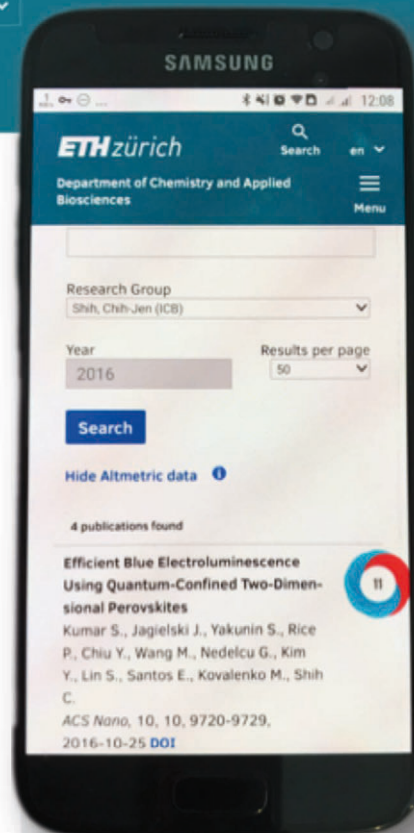 SAMSUNG
12:08
ETH zürich
Search
en
Department of Chemistry and Applied
Biosciences
Menu
Research Group
Shih, Chih-Jen (ICB)
Year
Results per page
2016
50
Search
Hide Altmetric data
4 publications found
Efficient Blue Electroluminescence
Using Quantum-Confined Two-Dimen-
sional Perovskites
11
Kumar S., Jagielski J., Yakunin S., Rice
P., Chiu Y., Wang M., Nedelcu G., Kim
Y., Lin S., Santos E., Kovalenko M., Shih
C.
ACS Nano, 10, 10, 9720-9729,
2016-10-25 DOI